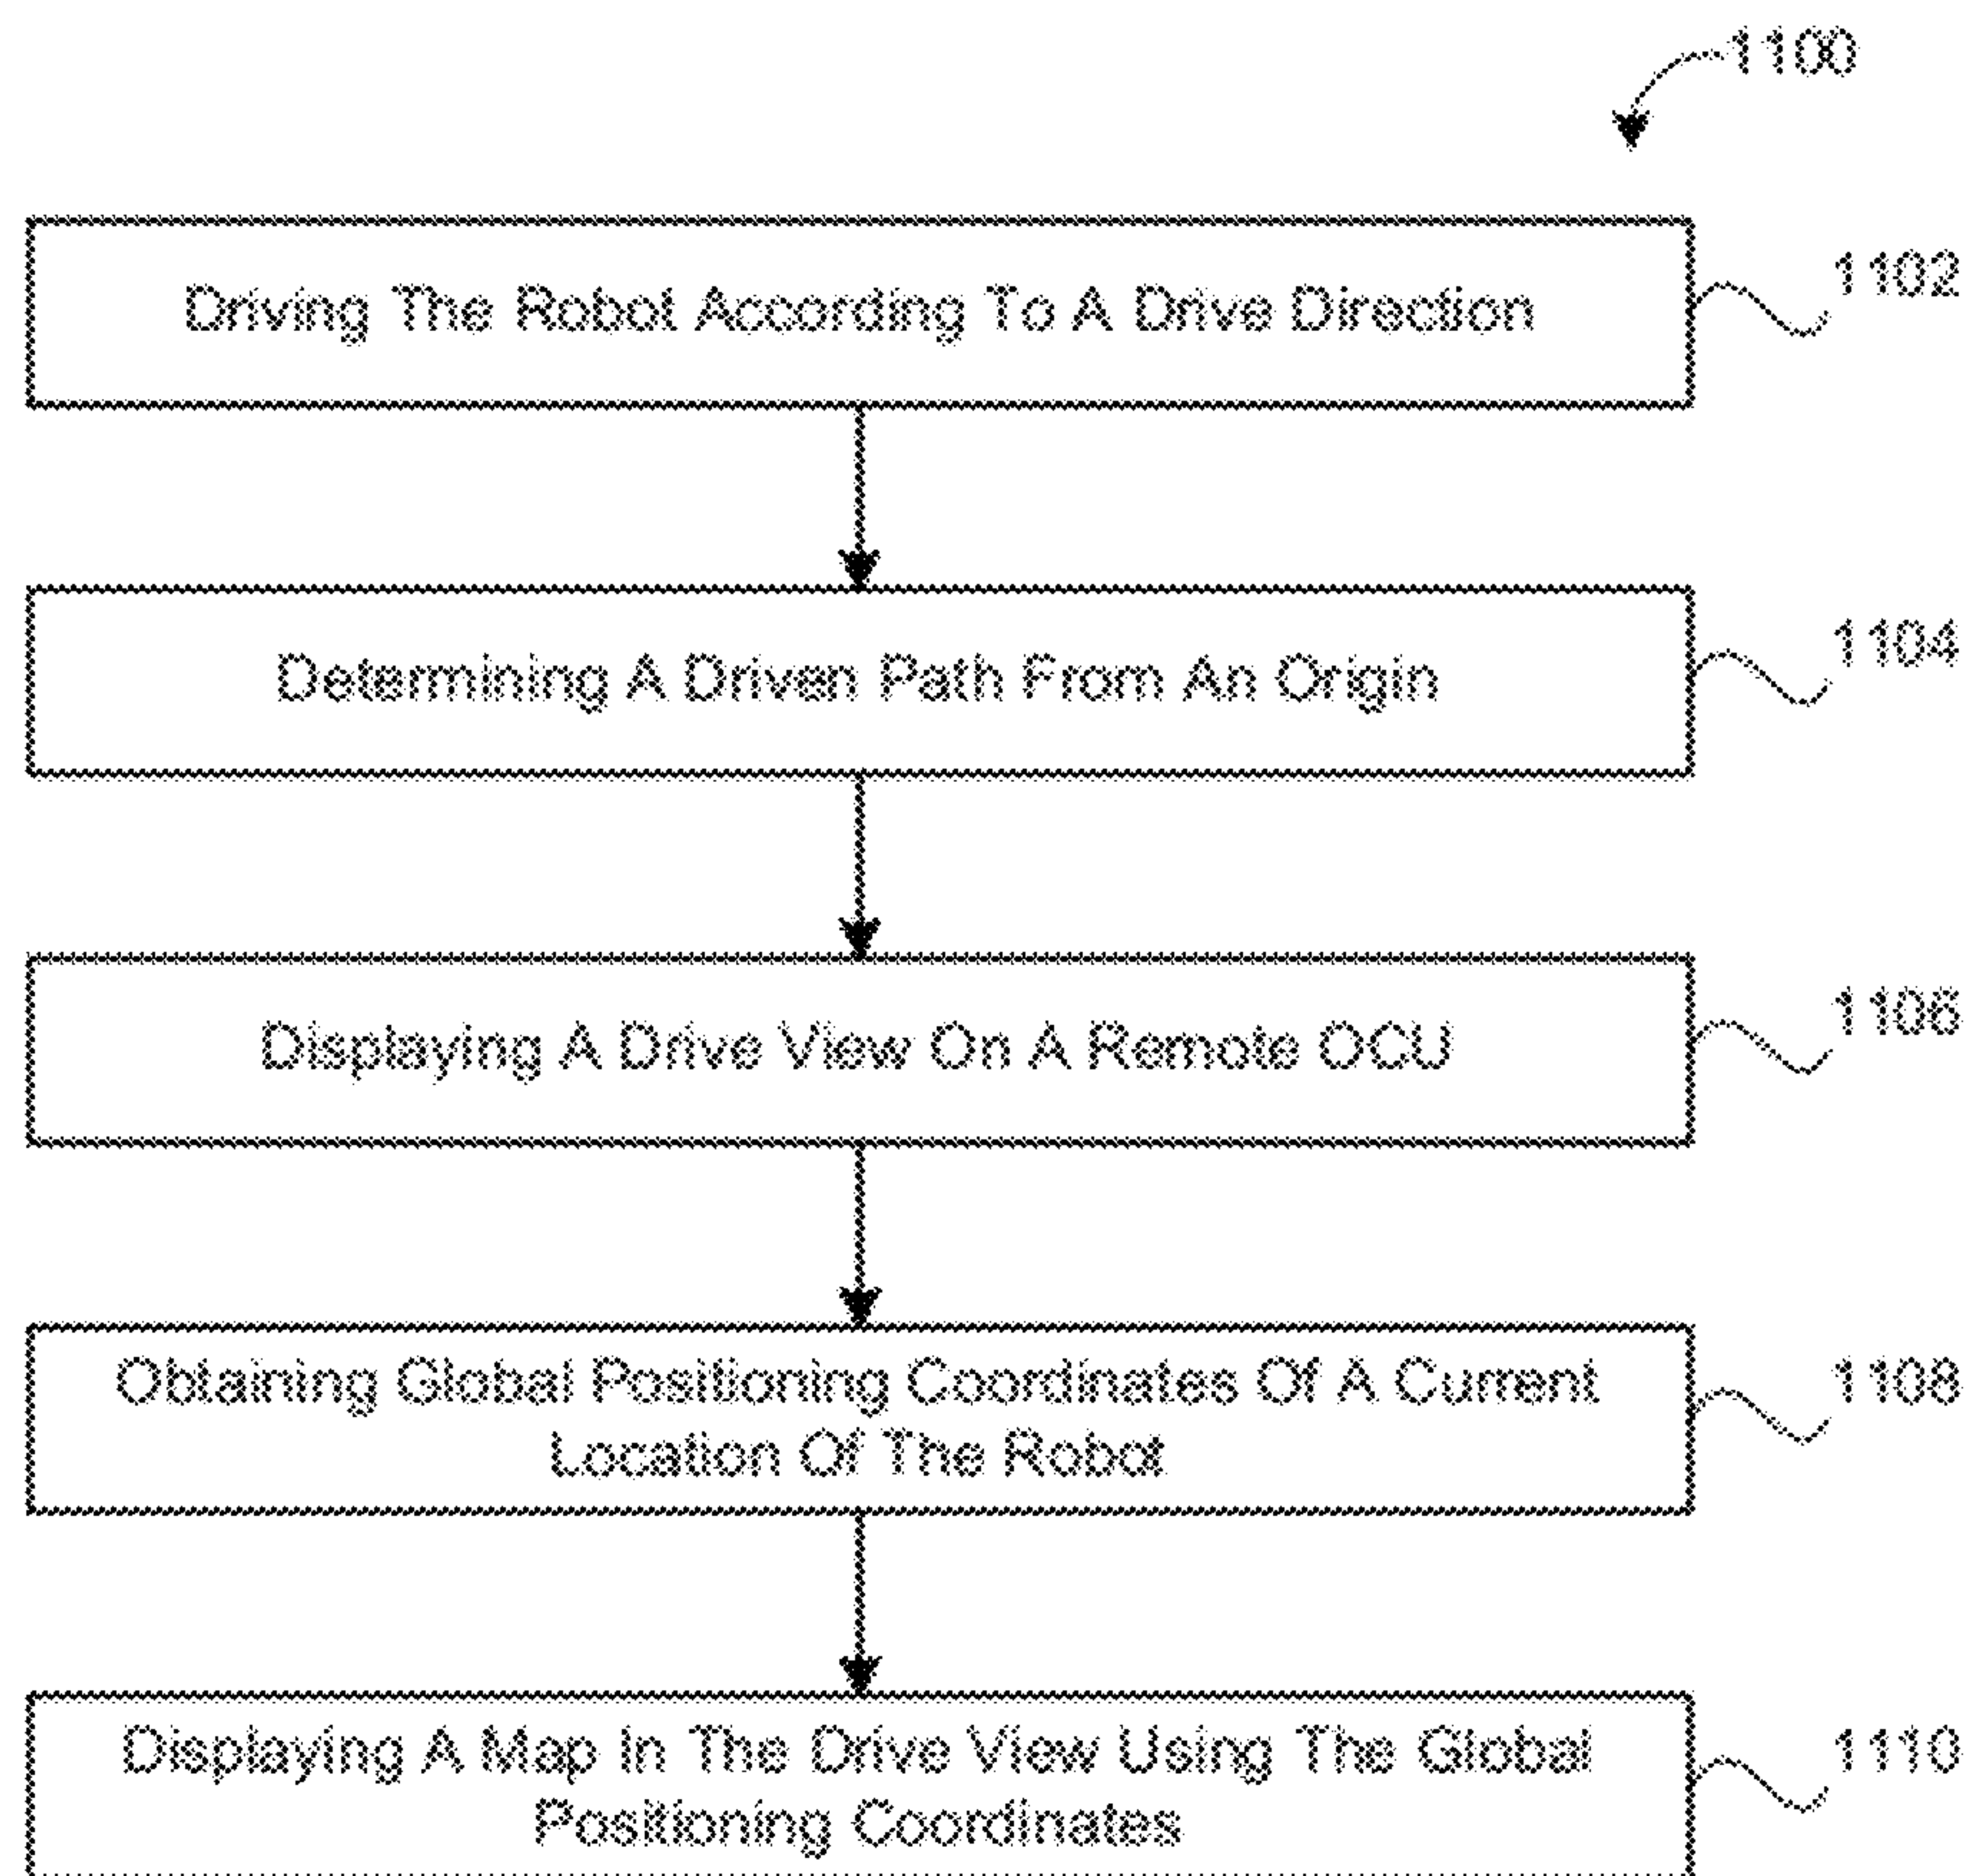 1100
Driving The Robot According To A Drive Direction
1102
Determining A Driven Path From An Origin
1104
Displaying A Drive View On A Remote OCU
1106
Obtaining Global Positioning Coordinates Of A Current
Location Of The Robot
1108
Displaying A Map In The Drive View Using The Global
Positioning Coordinates
1110